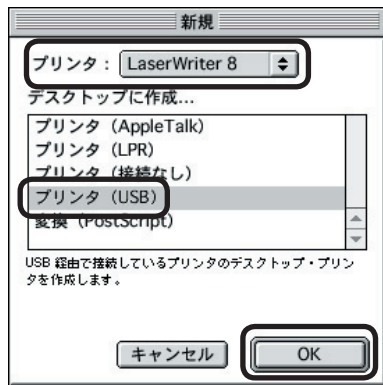 新規
プリンタ： LaserWriter 8
デスクトップに作成...
プリンタ（AppleTalk）
プリンタ（LPR）
プリンタ（接続なし）
プリンタ（USB）
変換（PostScript）
USB 経由で接続しているプリンタのデスクトップ・プリン
タを作成します。
キャンセル OK